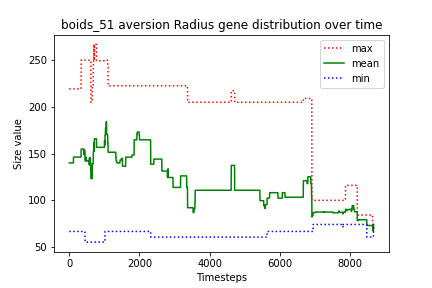 boids_51 aversion Radius gene distribution over time
max
mean
min
Size value
250
200
150
100
50
0
2000
4000
6000
8000
Timesteps